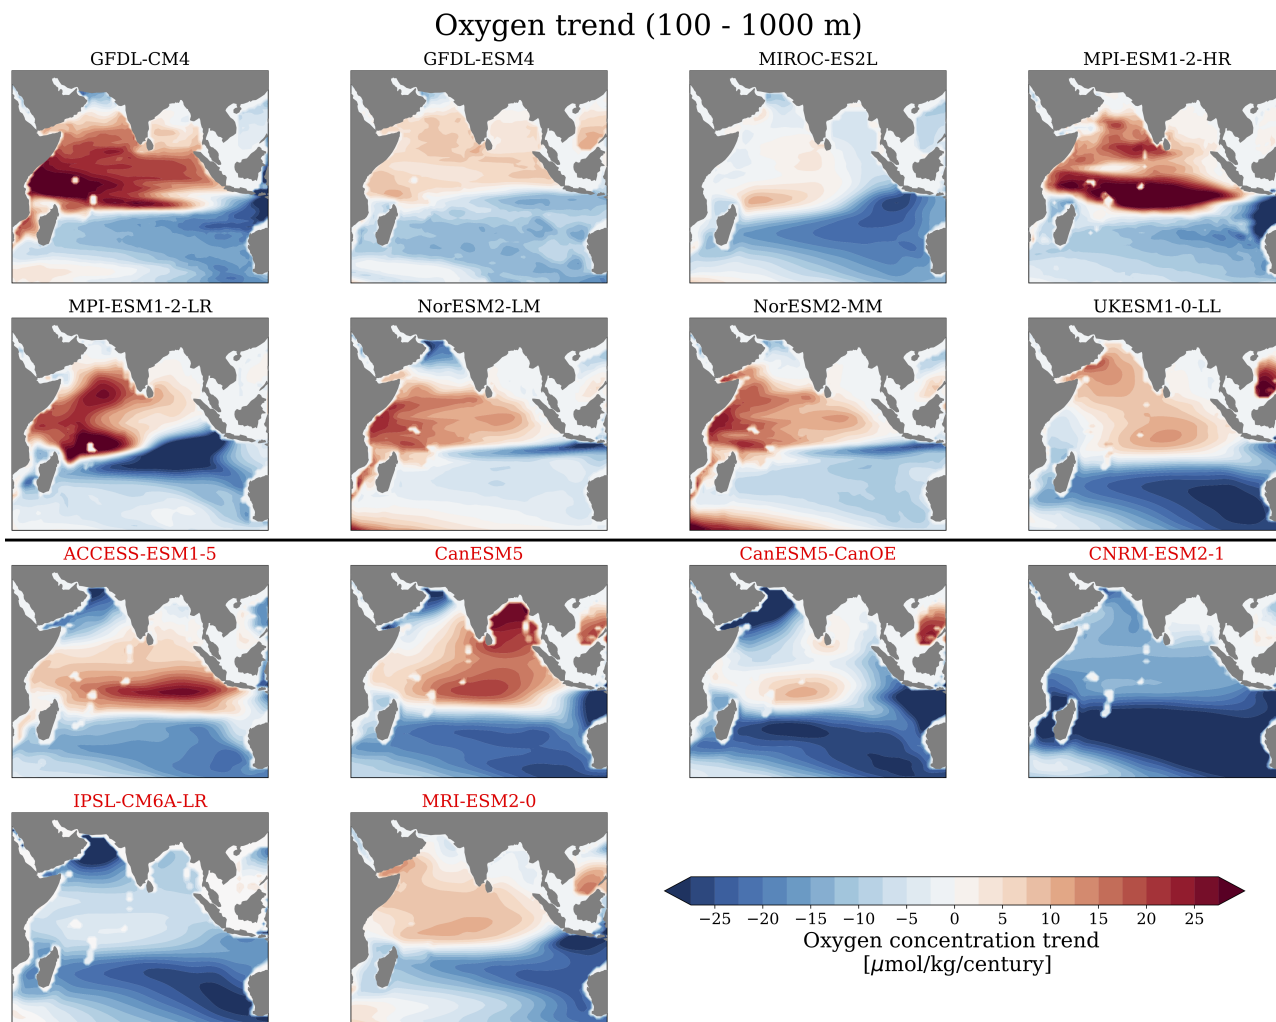 Oxygen trend (100 - 1000 m)
GFDL-CM4 GFDL-ESM4 MIROC-ES2L MPI-ESM1-2-HR
MPI-ESM1-2-LR NorESM2-LM NorESM2-MM UKESM1-0-LL
ACCESS-ESM1-5 CanESM5 CanESM5-CanOE CNRM-ESM2-1
IPSL-CM6A-LR MRI-ESM2-0
−25 −20 −15 −10 −5 0 5 10 15 20 25
Oxygen concentration trend
[μmol/kg/century]